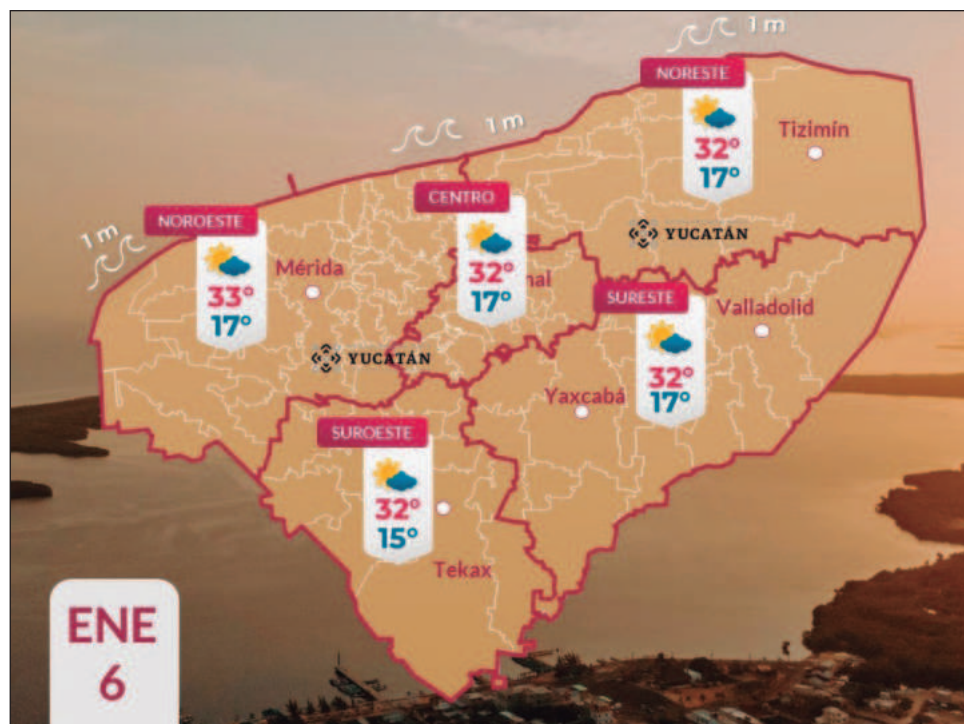 1 m
NORESTE
32°
17°
Tizimín
1 m
CENTRO
32°
17°
nal
NOROESTE
33°
17°
1 m
Mérida
YUCATÁN
SURESTE
32°
17°
Valladolid
Yaxcabá
YUCATÁN
SUROESTE
32°
15°
Tekax
ENE
6